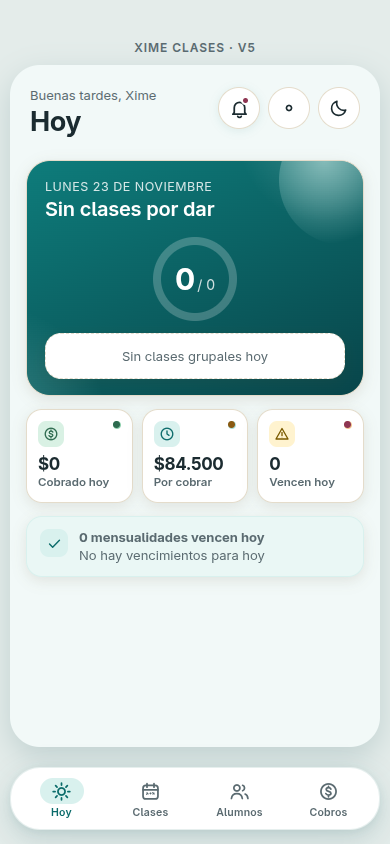 XIME CLASES · V5
Buenas tardes, Xime
Hoy
LUNES 23 DE NOVIEMBRE
Sin clases por dar
0 / 0
Sin clases grupales hoy
$0
Cobrado hoy
$84.500
Por cobrar
0
Vencen hoy
0 mensualidades vencen hoy
No hay vencimientos para hoy
Hoy
Clases
Alumnos
Cobros